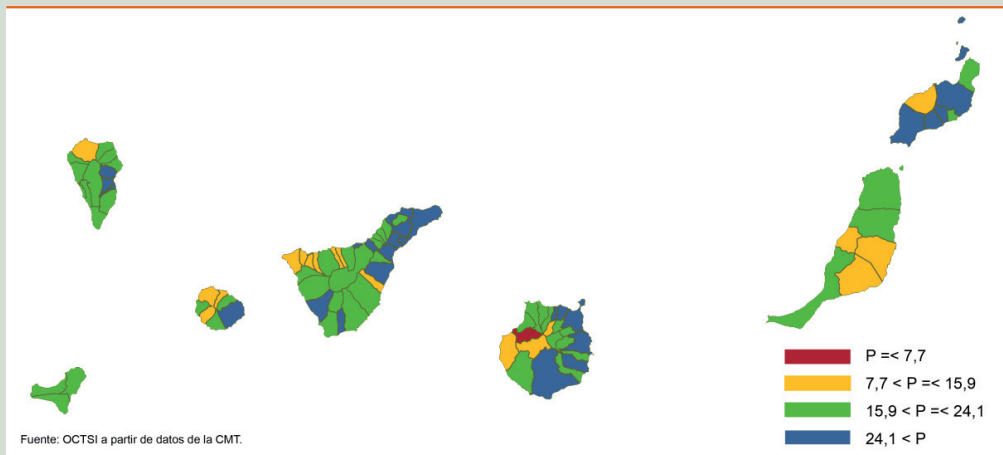 P =< 7,7
7,7 < P =< 15,9
15,9 < P =< 24,1
24,1 < P
Fuente: OCTSI a partir de datos de la CMT.